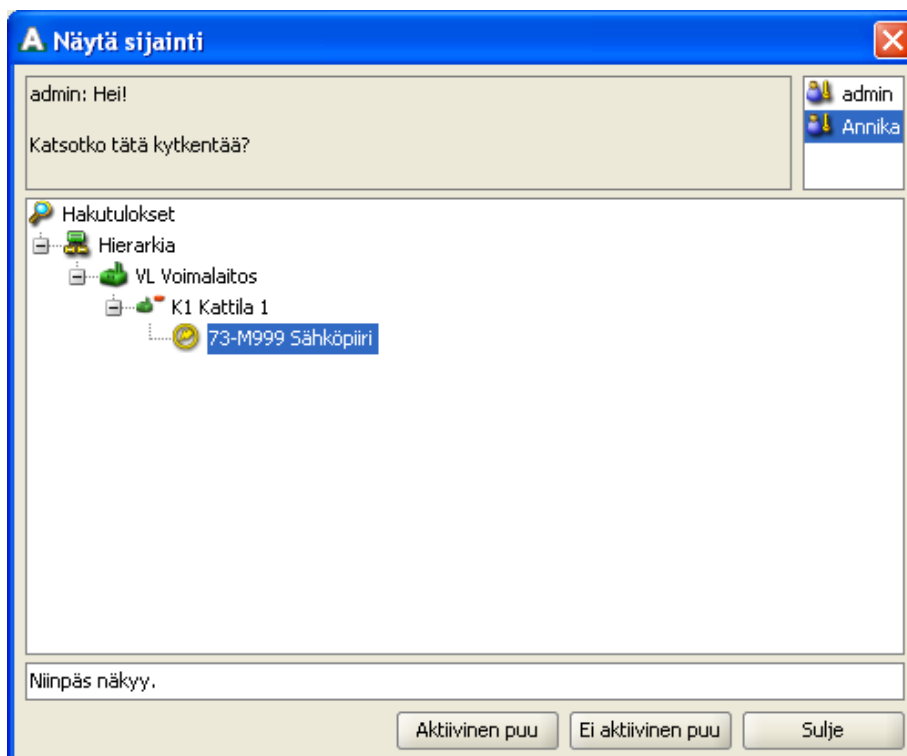 Näytä sijainti
admin: Hei!
Katsotko tätä kytkentää?
admin
Annika
Hakutulokset
Hierarkia
VL Voimalaitos
K1 Kattila 1
73-M999 Sähköpiiri
Niinpäs näkyy.
Aktiivinen puu
Ei aktiivinen puu
Sulje